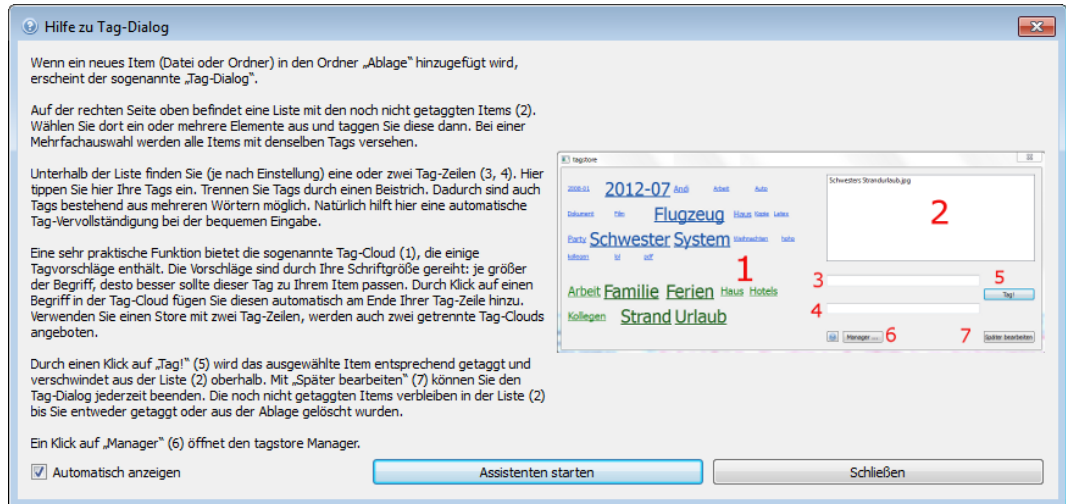 Hilfe zu Tag-Dialog
Wenn ein neues Item (Datei oder Ordner) in den Ordner „Ablage“ hinzugefügt wird,
erscheint der sogenannte „Tag-Dialog“.
Auf der rechten Seite oben befindet eine Liste mit den noch nicht getaggten Items (2).
Wählen Sie dort ein oder mehrere Elemente aus und taggen Sie diese dann. Bei einer
Mehrfachauswahl werden alle Items mit denselben Tags versehen.
Unterhalb der Liste finden Sie (je nach Einstellung) eine oder zwei Tag-Zeilen (3, 4). Hier
tippen Sie hier Ihre Tags ein. Trennen Sie Tags durch einen Beistrich. Dadurch sind auch
Tags bestehend aus mehreren Wörtern möglich. Natürlich hilft hier eine automatische
Tag-Vervollständigung bei der bequemen Eingabe.
Eine sehr praktische Funktion bietet die sogenannte Tag-Cloud (1), die einige
Tagvorschläge enthält. Die Vorschläge sind durch Ihre Schriftgröße gereiht: je größer
der Begriff, desto besser sollte dieser Tag zu Ihrem Item passen. Durch Klick auf einen
Begriff in der Tag-Cloud fügen Sie diesen automatisch am Ende Ihrer Tag-Zeile hinzu.
Verwenden Sie einen Store mit zwei Tag-Zeilen, werden auch zwei getrennte Tag-Clouds
angeboten.
Durch einen Klick auf „Tag!“ (5) wird das ausgewählte Item entsprechend getaggt und
verschwindet aus der Liste (2) oberhalb. Mit „Später bearbeiten“ (7) können Sie den
Tag-Dialog jederzeit beenden. Die noch nicht getaggten Items verbleiben in der Liste (2)
bis Sie entweder getaggt oder aus der Ablage gelöscht wurden.
Ein Klick auf „Manager“ (6) öffnet den tagstore Manager.
tagstore
2008-01 2012-07 Andi Arbeit Auto
Dokument Film Flugzeug Haus Kiste Latex
Party Schwester System Weihnachten
1
Arbeit Familie Ferien Haus Hotels
Kollegen Strand Urlaub
Schwesters Strandurlaub.jpg
2
3
5
Tag!
4
Manager ...
6
7
Später bearbeiten
Automatisch anzeigen
Assistenten starten
Schließen